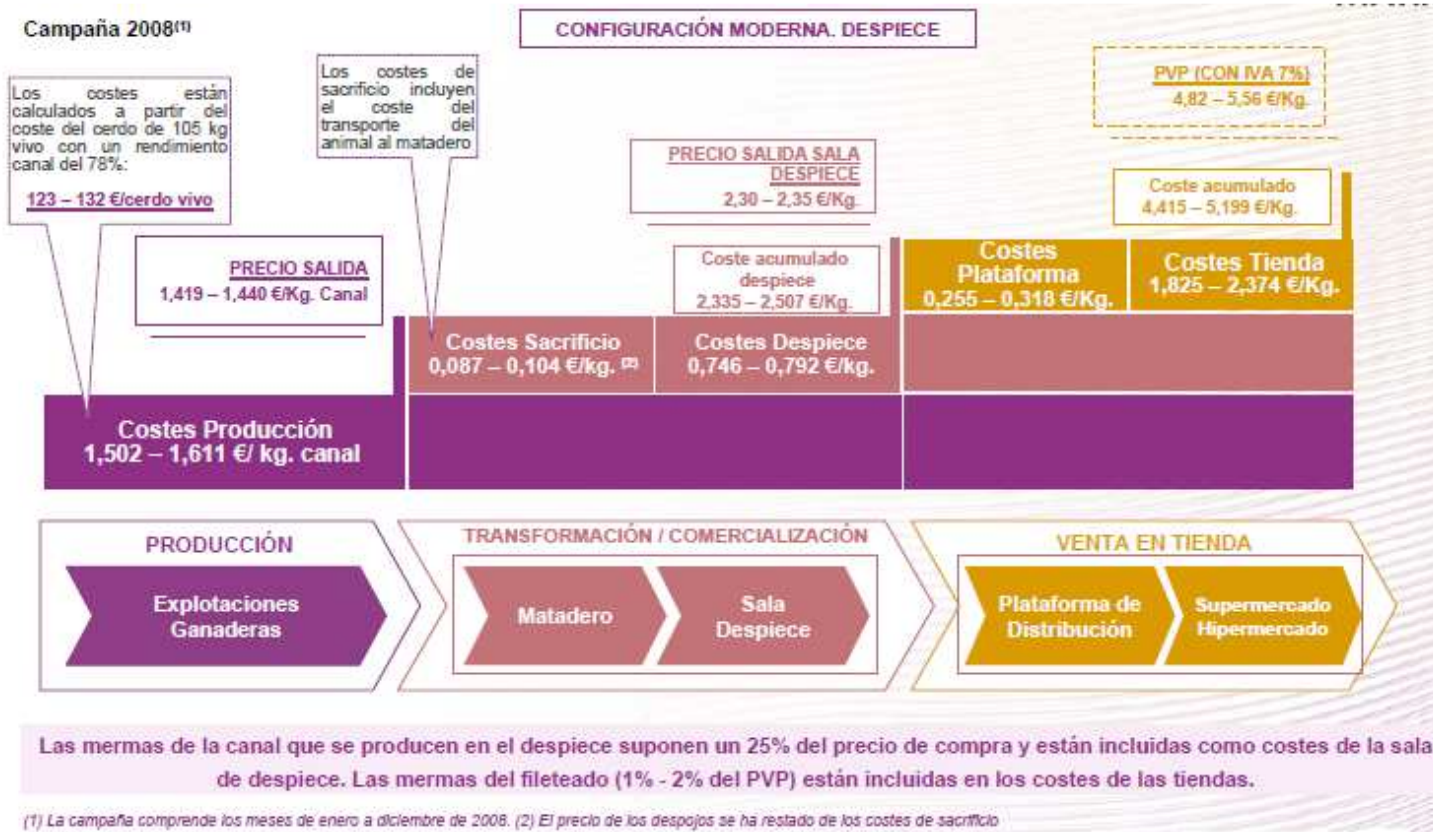 Campaña 2008(1)
CONFIGURACIÓN MODERNA. DESPIECE
Los costes están
calculados a partir del
coste del cerdo de 105 kg
vivo con un rendimiento
canal del 78%:
123 – 132 €/cerdo vivo
Los costes de
sacrificio incluyen
el coste del
transporte del
animal al matadero
PVP (CON IVA 7%)
4,82 – 5,56 €/Kg.
PRECIO SALIDA SALA
DESPIECE
2,30 – 2,35 €/Kg.
Coste acumulado
4,415 – 5,199 €/Kg.
PRECIO SALIDA
1,419 – 1,440 €/Kg. Canal
Coste acumulado
despiece
2,335 – 2,507 €/Kg.
Costes
Plataforma
0,255 – 0,318 €/Kg.
Costes Tienda
1,825 – 2,374 €/Kg.
Costes Sacrificio
0,087 – 0,104 €/kg. (2)
Costes Despiece
0,746 – 0,792 €/kg.
Costes Producción
1,502 – 1,611 €/ kg. canal
PRODUCCIÓN
TRANSFORMACIÓN / COMERCIALIZACIÓN
VENTA EN TIENDA
Explotaciones
Ganaderas
Matadero
Sala
Despiece
Plataforma de
Distribución
Supermercado
Hipermercado
Las mermas de la canal que se producen en el despiece suponen un 25% del precio de compra y están incluidas como costes de la sala
de despiece. Las mermas del fileteado (1% - 2% del PVP) están incluidas en los costes de las tiendas.
(1) La campaña comprende los meses de enero a diciembre de 2008. (2) El precio de los despojos se ha restado de los costes de sacrificio